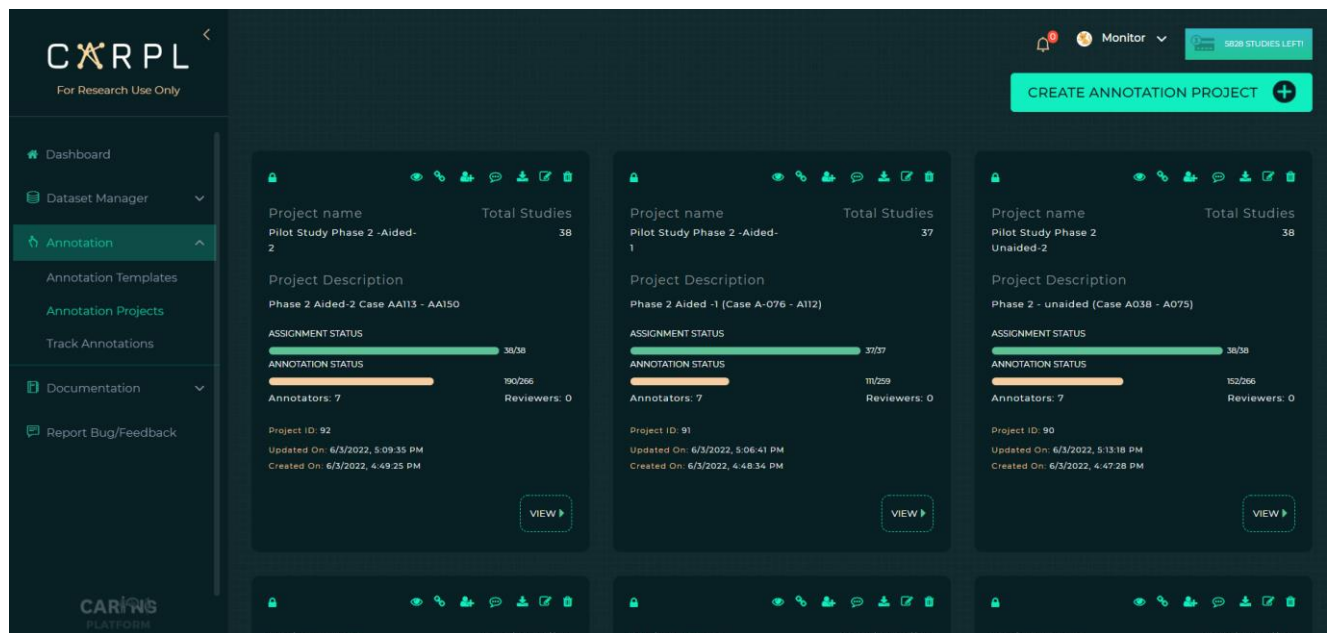 CARPL
For Research Use Only
Dashboard
Dataset Manager
Annotation
Annotation Templates
Annotation Projects
Track Annotations
Documentation
Report Bug/Feedback
CARING
PLATFORM
0
Monitor
5828 STUDIES LEFT!
CREATE ANNOTATION PROJECT
Project name Total Studies
Pilot Study Phase 2 -Aided- 38
2
Project Description
Phase 2 Aided-2 Case AA113 - AA150
ASSIGNMENT STATUS
38/38
ANNOTATION STATUS
190/266
Annotators: 7 Reviewers: 0
Project ID: 92
Updated On: 6/3/2022, 5:09:35 PM
Created On: 6/3/2022, 4:49:25 PM
VIEW
Project name Total Studies
Pilot Study Phase 2 -Aided- 37
1
Project Description
Phase 2 Aided -1 (Case A-076 - A112)
ASSIGNMENT STATUS
37/37
ANNOTATION STATUS
111/259
Annotators: 7 Reviewers: 0
Project ID: 91
Updated On: 6/3/2022, 5:06:41 PM
Created On: 6/3/2022, 4:48:34 PM
VIEW
Project name Total Studies
Pilot Study Phase 2 38
Unaided-2
Project Description
Phase 2 - unaided (Case A038 - A075)
ASSIGNMENT STATUS
38/38
ANNOTATION STATUS
152/266
Annotators: 7 Reviewers: 0
Project ID: 90
Updated On: 6/3/2022, 5:13:18 PM
Created On: 6/3/2022, 4:47:28 PM
VIEW